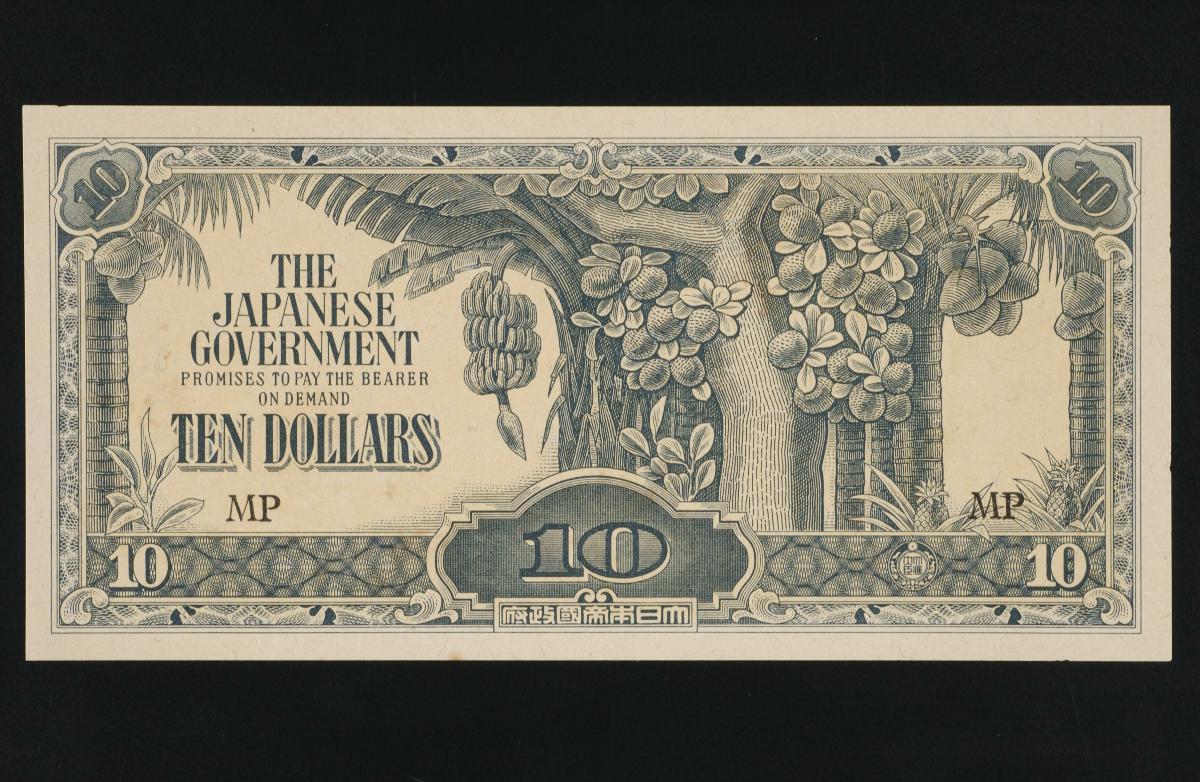 10
10
THE
JAPANESE
GOVERNMENT
PROMISES TO PAY THE BEARER
ON DEMAND
TEN DOLLARS
MP
MP
10
10
10
大日本帝國政府